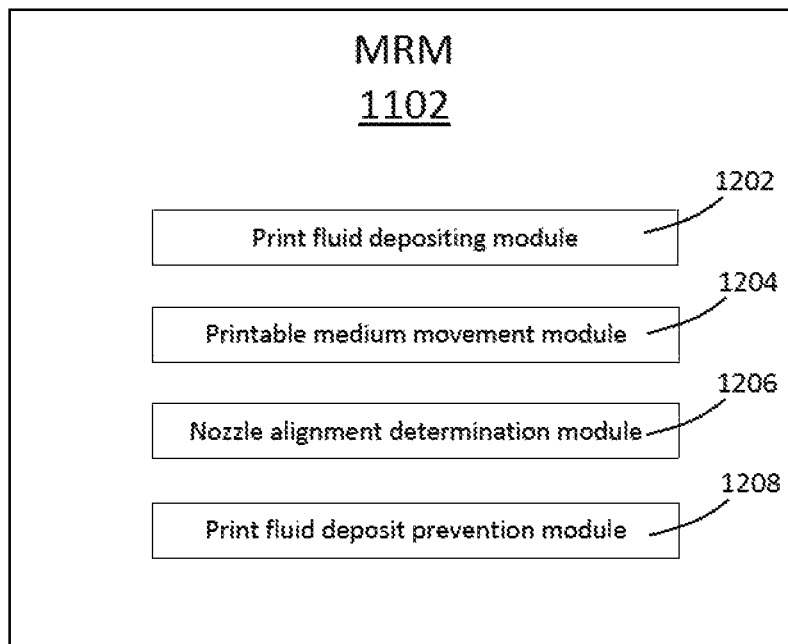 MRM
1102
1202
Print fluid depositing module
1204
Printable medium movement module
1206
Nozzle alignment determination module
1208
Print fluid deposit prevention module